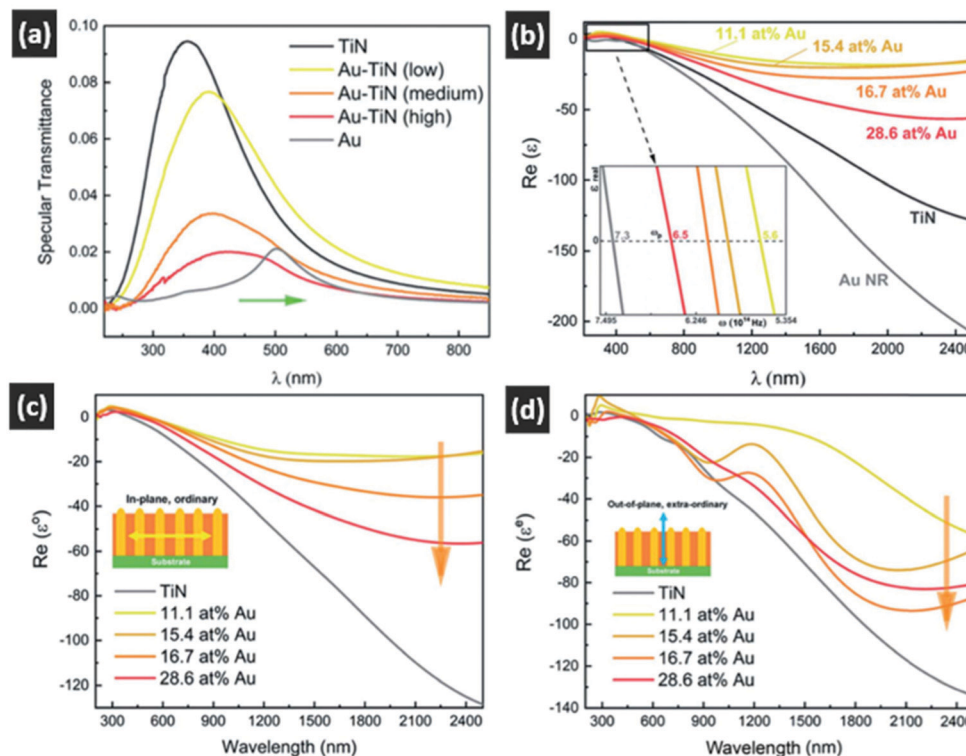 (a)
0.10
0.08
0.06
0.04
0.02
0.00
Specular Transmittance
TiN
Au-TiN (low)
Au-TiN (medium)
Au-TiN (high)
Au
300 400 500 600 700 800
λ (nm)
(b)
0
-50
-100
-150
-200
Re (ε)
11.1 at% Au
15.4 at% Au
16.7 at% Au
28.6 at% Au
TiN
Au NR
ε real
0
7.3
ωp
6.5
5.6
7.495 6.246 5.354
ω (10¹⁴ Hz)
400 800 1200 1600 2000 2400
λ (nm)
(c)
0
-20
-40
-60
-80
-100
-120
Re (εᵒ)
In-plane, ordinary
Substrate
TiN
11.1 at% Au
15.4 at% Au
16.7 at% Au
28.6 at% Au
300 600 900 1200 1500 1800 2100 2400
Wavelength (nm)
(d)
20
0
-20
-40
-60
-80
-100
-120
-140
Re (εᵉ)
Out-of-plane, extra-ordinary
Substrate
TiN
11.1 at% Au
15.4 at% Au
16.7 at% Au
28.6 at% Au
300 600 900 1200 1500 1800 2100 2400
Wavelength (nm)